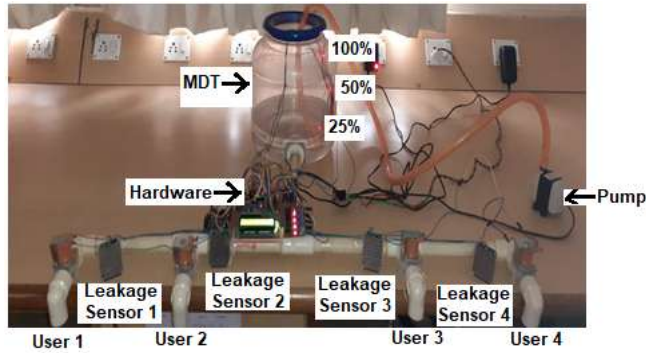 100%
MDT
50%
25%
Hardware
Pump
Leakage
Sensor 1
Leakage
Sensor 2
Leakage
Sensor 3
Leakage
Sensor 4
User 1
User 2
User 3
User 4